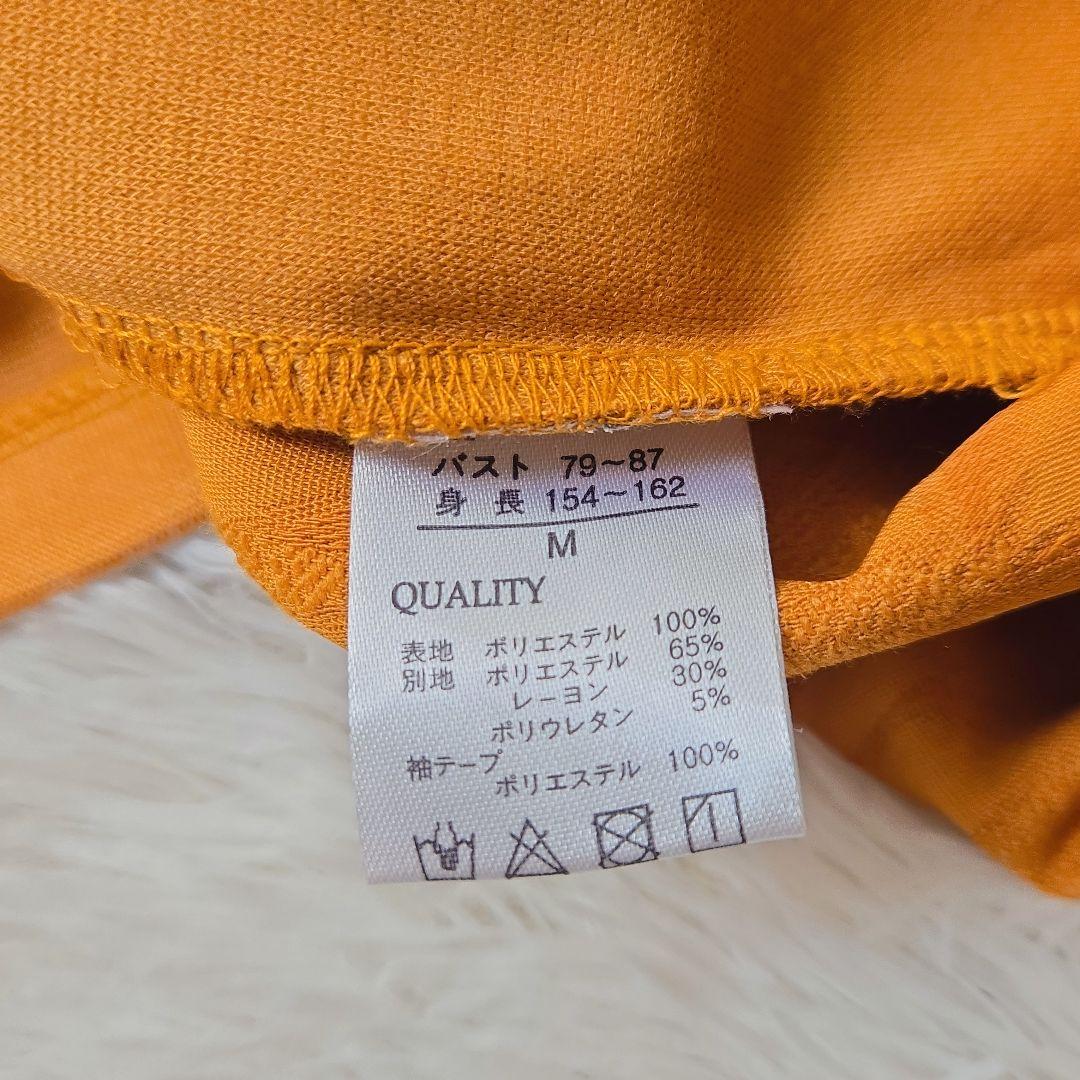 バスト 79～87
身長 154～162
M
QUALITY
表地 ポリエステル 100%
別地 ポリエステル 65%
レーヨン 30%
ポリウレタン 5%
袖テープ
ポリエステル 100%